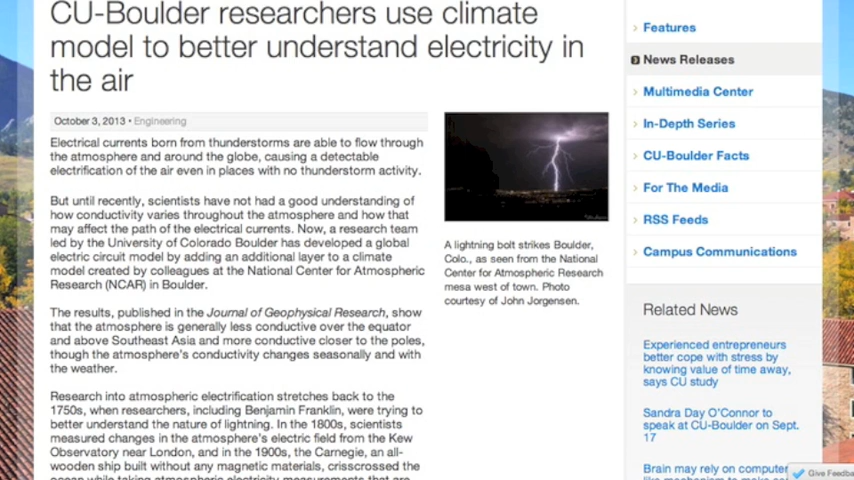 CU-Boulder researchers use climate
model to better understand electricity in
the air
October 3, 2013 • Engineering
Electrical currents born from thunderstorms are able to flow through
the atmosphere and around the globe, causing a detectable
electrification of the air even in places with no thunderstorm activity.
But until recently, scientists have not had a good understanding of
how conductivity varies throughout the atmosphere and how that
may affect the path of the electrical currents. Now, a research team
led by the University of Colorado Boulder has developed a global
electric circuit model by adding an additional layer to a climate
model created by colleagues at the National Center for Atmospheric
Research (NCAR) in Boulder.
The results, published in the Journal of Geophysical Research, show
that the atmosphere is generally less conductive over the equator
and above Southeast Asia and more conductive closer to the poles,
though the atmosphere's conductivity changes seasonally and with
the weather.
Research into atmospheric electrification stretches back to the
1750s, when researchers, including Benjamin Franklin, were trying to
better understand the nature of lightning. In the 1800s, scientists
measured changes in the atmosphere's electric field from the Kew
Observatory near London, and in the 1900s, the Carnegie, an all-
wooden ship built without any magnetic materials, crisscrossed the
ocean while taking atmospheric electricity measurements that are
A lightning bolt strikes Boulder,
Colo., as seen from the National
Center for Atmospheric Research
mesa west of town. Photo
courtesy of John Jorgensen.
Features
News Releases
Multimedia Center
In-Depth Series
CU-Boulder Facts
For The Media
RSS Feeds
Campus Communications
Related News
Experienced entrepreneurs
better cope with stress by
knowing value of time away,
says CU study
Sandra Day O'Connor to
speak at CU-Boulder on Sept.
17
Brain may rely on computer
like mechanism to make
Give Feedba